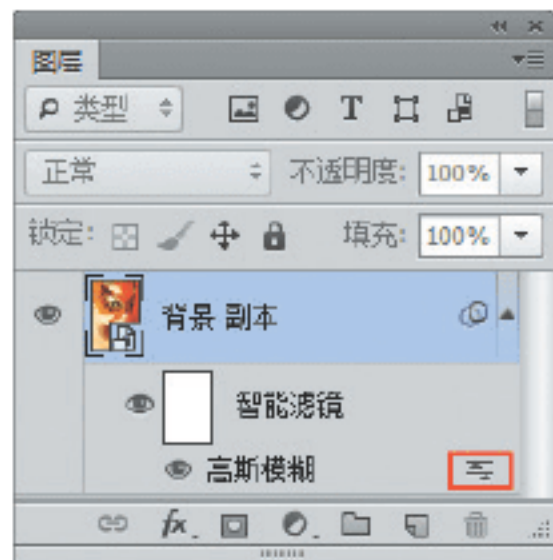 图层
类型
正常 不透明度: 100%
锁定: 填充: 100%
背景 副本
智能滤镜
高斯模糊
fx